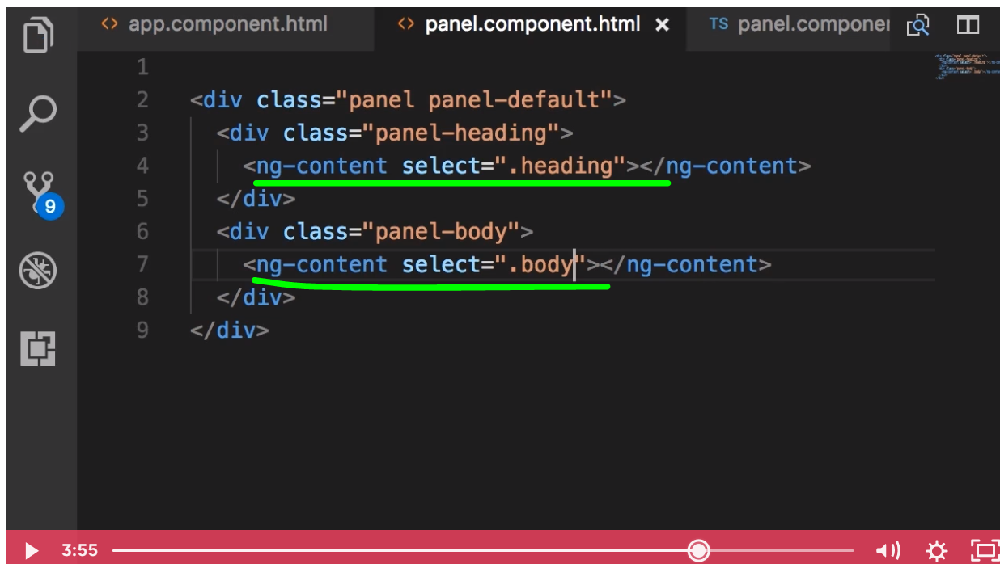 app.component.html
panel.component.html
TS panel.componer
1
2 <div class="panel panel-default">
3 <div class="panel-heading">
4 <ng-content select=".heading"></ng-content>
5 </div>
6 <div class="panel-body">
7 <ng-content select=".body"></ng-content>
8 </div>
9 </div>
9
3:55